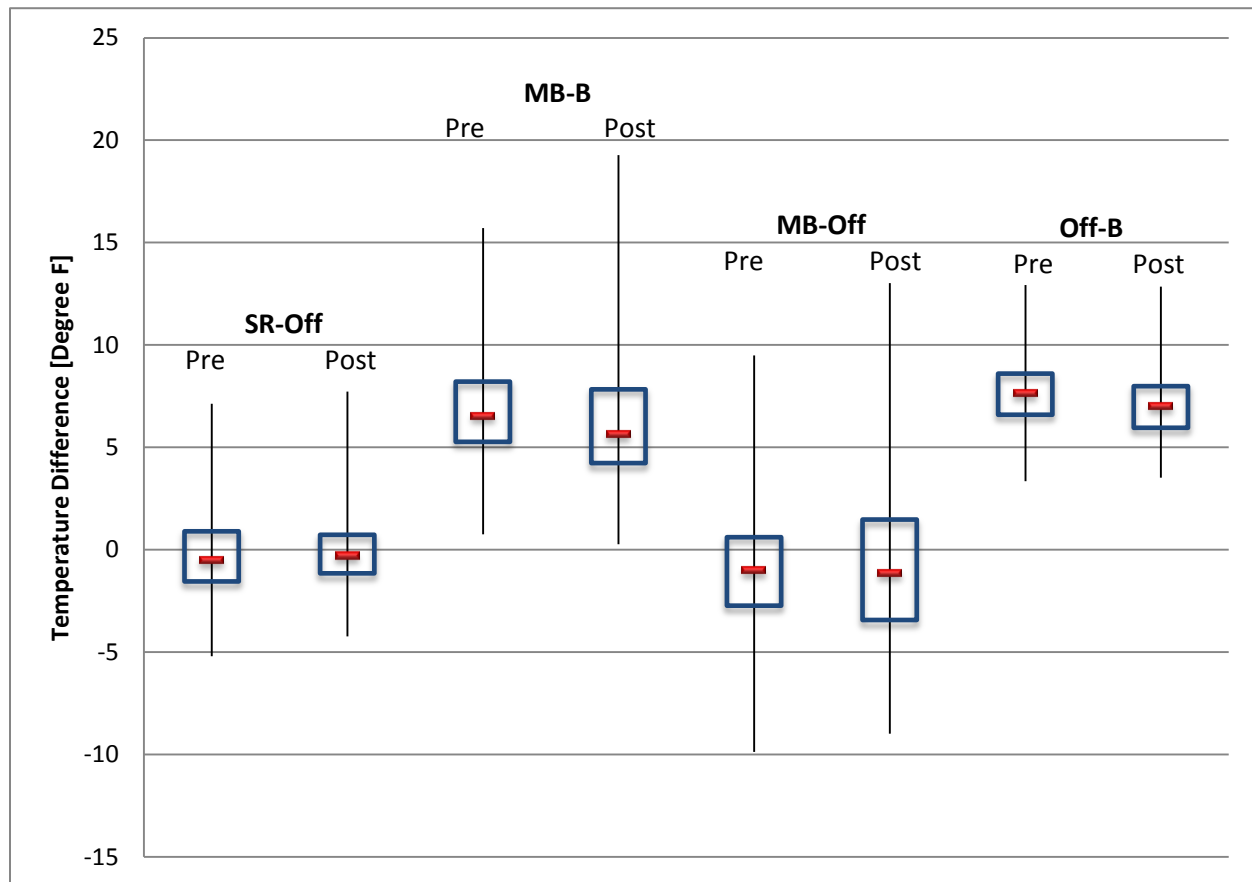 25
20
15
10
5
0
-5
-10
-15
Temperature Difference [Degree F]
MB-B
Pre Post
MB-Off
Pre Post
Off-B
Pre Post
SR-Off
Pre Post